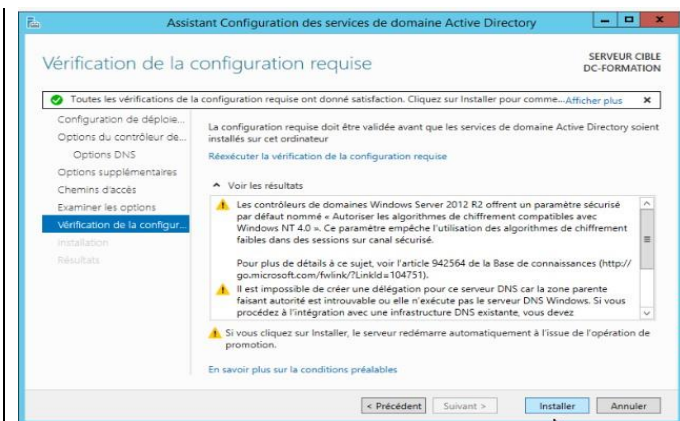 Assistant Configuration des services de domaine Active Directory
Vérification de la configuration requise
SERVEUR CIBLE
DC-FORMATION
Toutes les vérifications de la configuration requise ont donné satisfaction. Cliquez sur Installer pour comme...Afficher plus
Configuration de déploie...
Options du contrôleur de...
Options DNS
Options supplémentaires
Chemins d'accès
Examiner les options
Vérification de la configur...
Installation
Résultats
La configuration requise doit être validée avant que les services de domaine Active Directory soient
installés sur cet ordinateur
Réexécuter la vérification de la configuration requise
Voir les résultats
Les contrôleurs de domaines Windows Server 2012 R2 offrent un paramètre sécurisé
par défaut nommé « Autoriser les algorithmes de chiffrement compatibles avec
Windows NT 4.0 ». Ce paramètre empêche l'utilisation des algorithmes de chiffrement
faibles dans des sessions sur canal sécurisé.
Pour plus de détails à ce sujet, voir l'article 942564 de la Base de connaissances (http://
go.microsoft.com/fwlink/?LinkId=104751).
Il est impossible de créer une délégation pour ce serveur DNS car la zone parente
faisant autorité est introuvable ou elle n'exécute pas le serveur DNS Windows. Si vous
procédez à l'intégration avec une infrastructure DNS existante, vous devez
Si vous cliquez sur Installer, le serveur redémarre automatiquement à l'issue de l'opération de
promotion.
En savoir plus sur la conditions préalables
< Précédent
Suivant >
Installer
Annuler